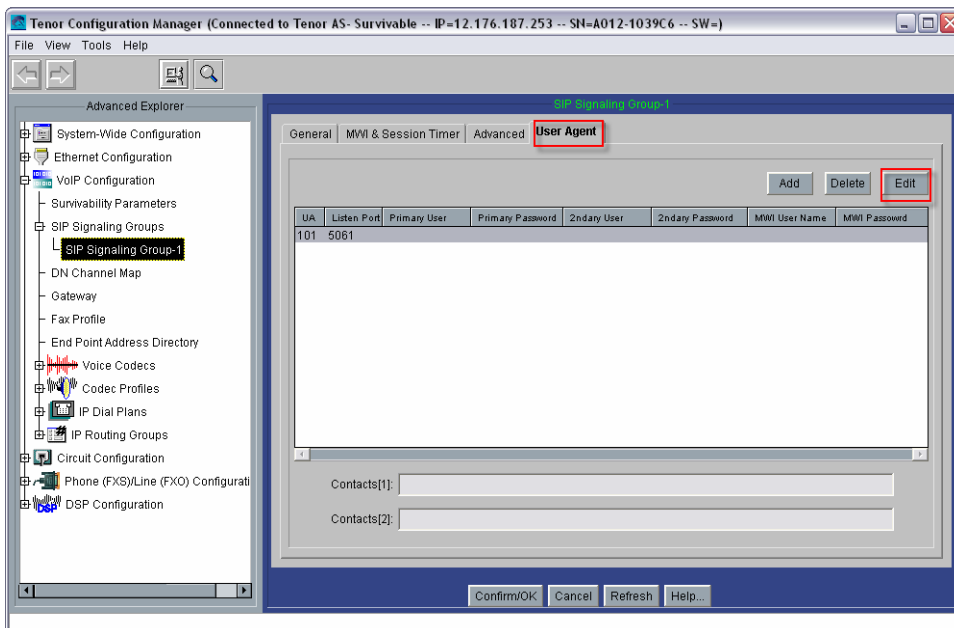 Tenor Configuration Manager (Connected to Tenor AS- Survivable -- IP=12.176.187.253 -- SN=A012-1039C6 -- SW=)
File View Tools Help
Advanced Explorer
System-Wide Configuration
Ethernet Configuration
VoIP Configuration
Survivability Parameters
SIP Signaling Groups
SIP Signaling Group-1
DN Channel Map
Gateway
Fax Profile
End Point Address Directory
Voice Codecs
Codec Profiles
IP Dial Plans
IP Routing Groups
Circuit Configuration
Phone (FXS)/Line (FXO) Configurati
DSP Configuration
SIP Signaling Group-1
General MWI & Session Timer Advanced User Agent
Add Delete Edit
UA Listen Port Primary User Primary Password 2ndary User 2ndary Password MWI User Name MWI Passowrd
101 5061
Contacts[1]:
Contacts[2]:
Confirm/OK Cancel Refresh Help...